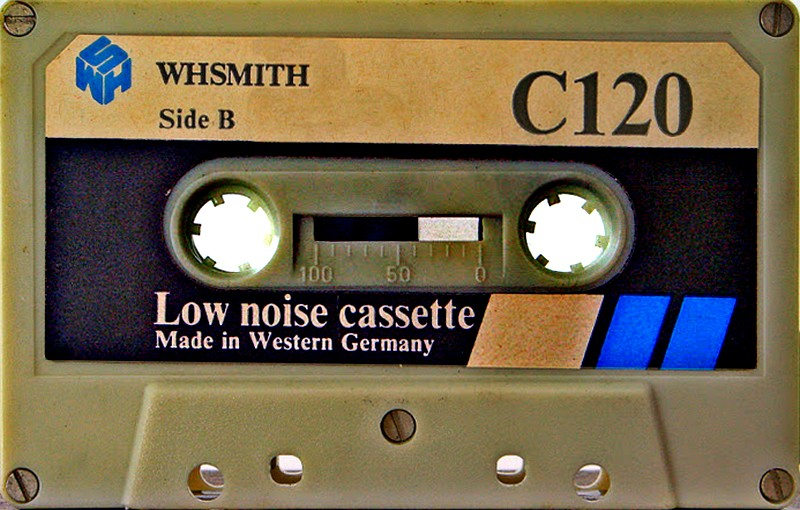 WHSMITH
C120
Side B
100 50 0
Low noise cassette
Made in Western Germany